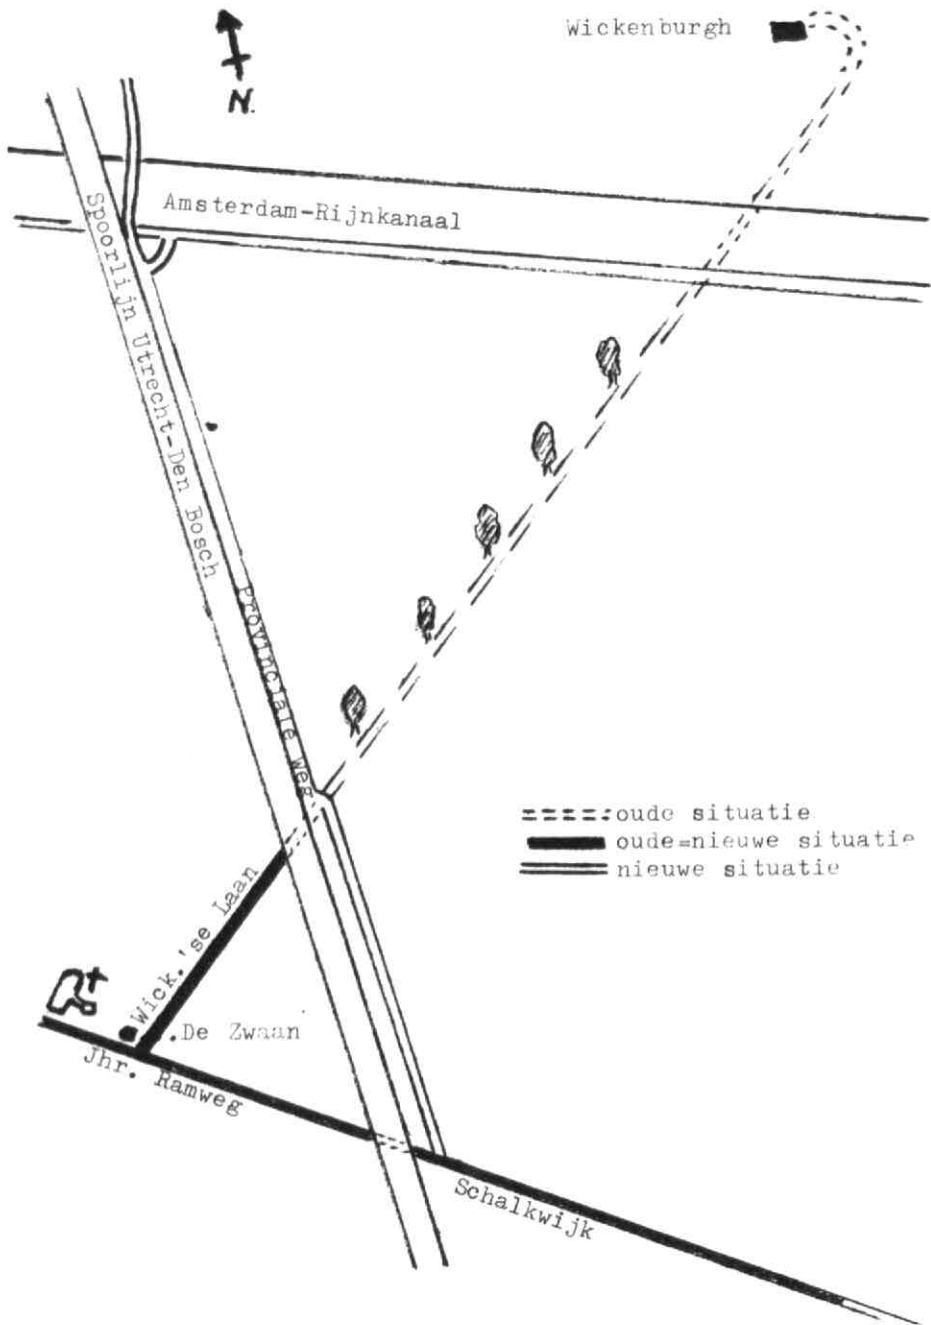 Wickenburgh
N.
Amsterdam-Rijnkanaal
Spoorlijn Utrecht-Den Bosch
Provinciale weg
oude situatie
oude=nieuwe situatie
nieuwe situatie
Wick.'se Laan
.De Zwaan
Jhr. Ramweg
Schalkwijk